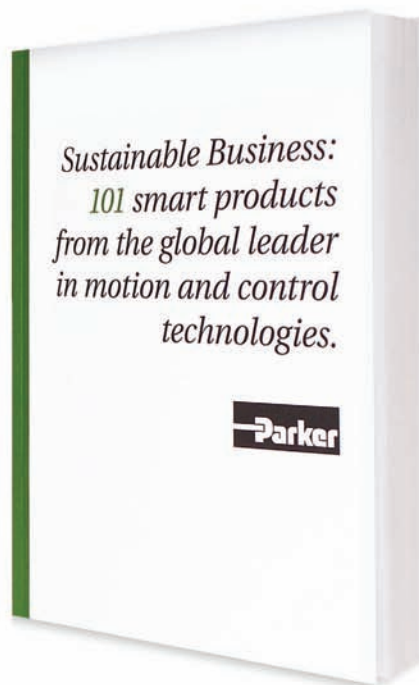 Sustainable Business:
101 smart products
from the global leader
in motion and control
technologies.
Parker